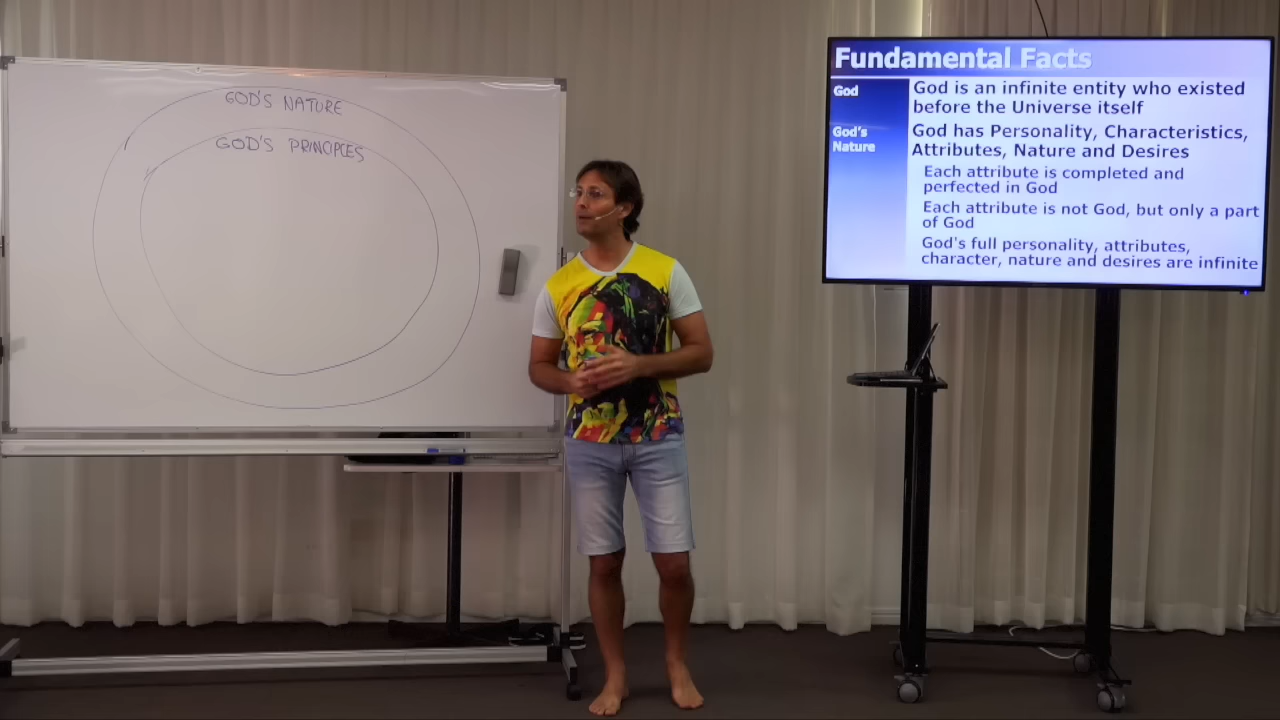 GOD'S NATURE
GOD'S PRINCIPLES
Fundamental Facts
God
God is an infinite entity who existed
before the Universe itself
God's
Nature
God has Personality, Characteristics,
Attributes, Nature and Desires
Each attribute is completed and
perfected in God
Each attribute is not God, but only a part
of God
God's full personality, attributes,
character, nature and desires are infinite